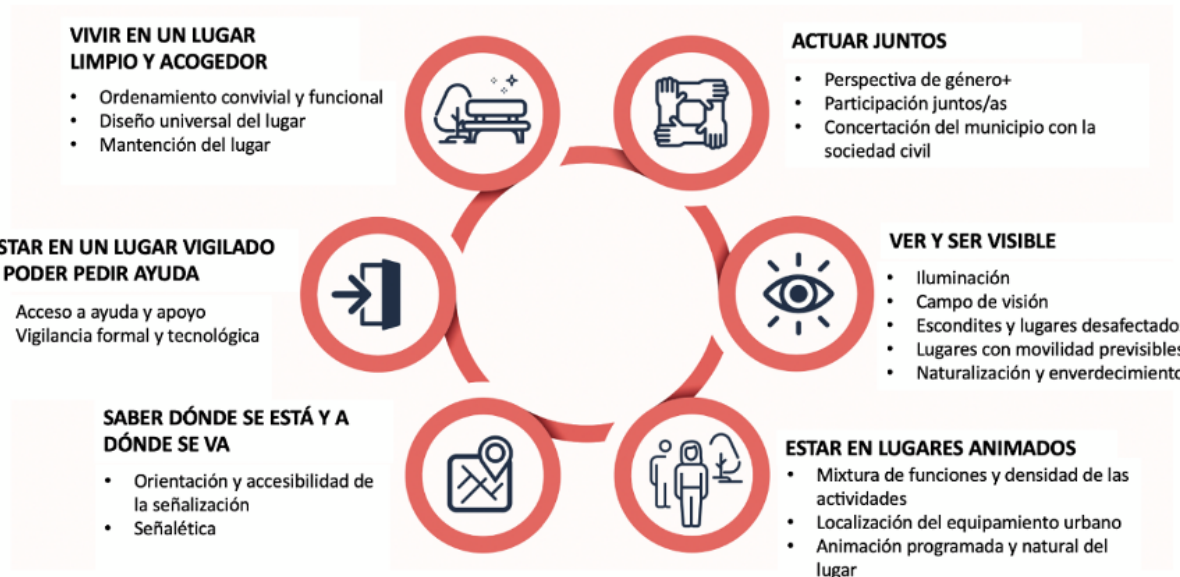 VIVIR EN UN LUGAR
LIMPIO Y ACOGEDOR
• Ordenamiento convivial y funcional
• Diseño universal del lugar
• Mantención del lugar
ACTUAR JUNTOS
• Perspectiva de género+
• Participación juntos/as
• Concertación del municipio con la
sociedad civil
STAR EN UN LUGAR VIGILADO
PODER PEDIR AYUDA
Acceso a ayuda y apoyo
Vigilancia formal y tecnológica
VER Y SER VISIBLE
• Iluminación
• Campo de visión
• Escondites y lugares desafectado
• Lugares con movilidad previsibles
• Naturalización y enverdecimiento
SABER DÓNDE SE ESTÁ Y A
DÓNDE SE VA
• Orientación y accesibilidad de
la señalización
• Señalética
ESTAR EN LUGARES ANIMADOS
• Mixtura de funciones y densidad de las
actividades
• Localización del equipamiento urbano
• Animación programada y natural del
lugar